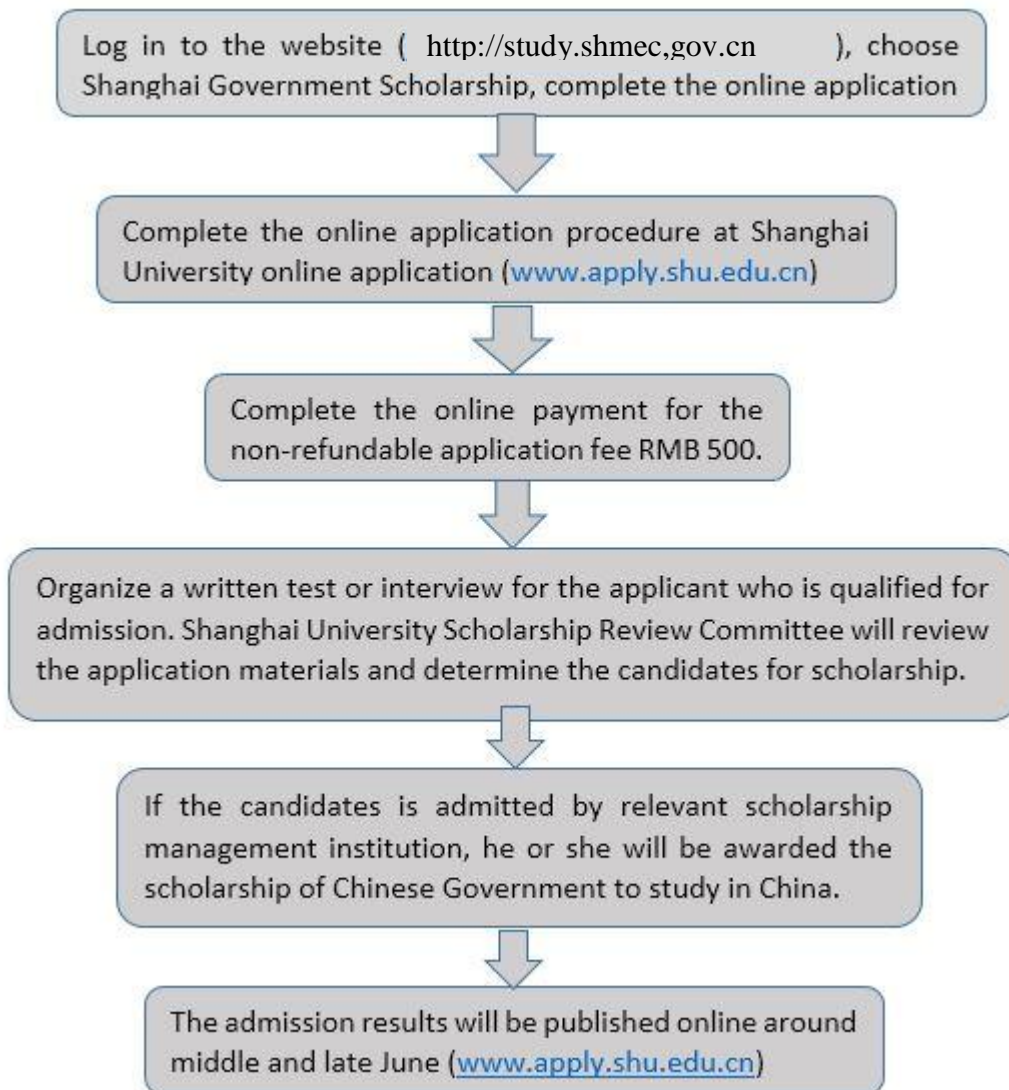 Log in to the website ( http://study.shmec,gov.cn ), choose
Shanghai Government Scholarship, complete the online application
Complete the online application procedure at Shanghai
University online application (www.apply.shu.edu.cn)
Complete the online payment for the
non-refundable application fee RMB 500.
Organize a written test or interview for the applicant who is qualified for
admission. Shanghai University Scholarship Review Committee will review
the application materials and determine the candidates for scholarship.
If the candidates is admitted by relevant scholarship
management institution, he or she will be awarded the
scholarship of Chinese Government to study in China.
The admission results will be published online around
middle and late June (www.apply.shu.edu.cn)